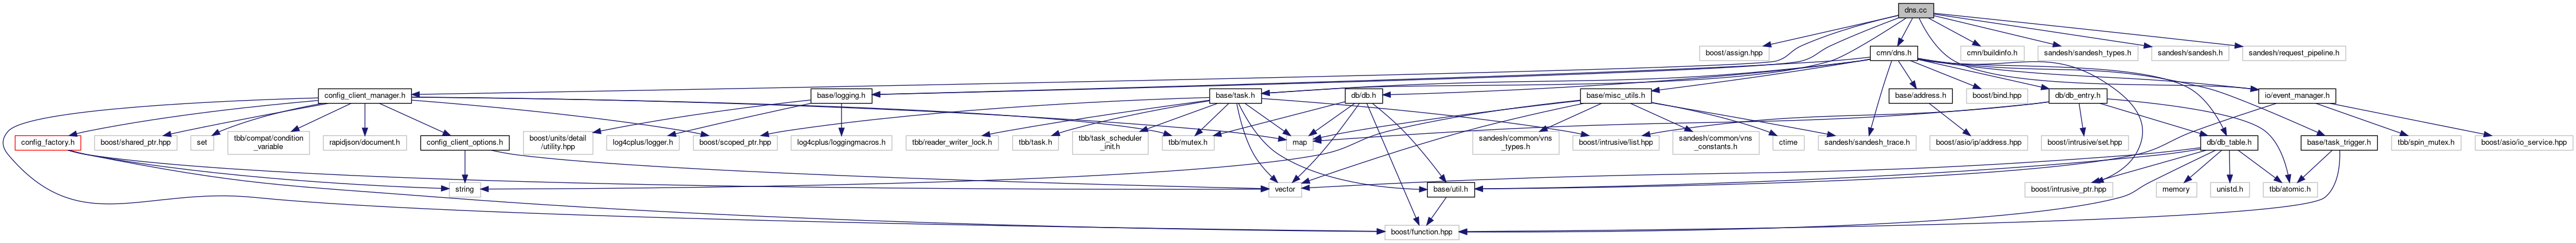 dns.cc
boost/assign.hpp
cmn/dns.h
cmn/buildinfo.h
sandesh/sandesh_types.h
sandesh/sandesh.h
sandesh/request_pipeline.h
config_client_manager.h
base/logging.h
base/task.h
db/db.h
base/misc_utils.h
base/address.h
boost/bind.hpp
db/db_entry.h
io/event_manager.h
config_factory.h
boost/shared_ptr.hpp
set
tbb/compat/condition
_variable
rapidjson/document.h
config_client_options.h
boost/units/detail
/utility.hpp
log4cplus/logger.h
boost/scoped_ptr.hpp
log4cplus/loggingmacros.h
tbb/reader_writer_lock.h
tbb/task.h
tbb/task_scheduler
_init.h
tbb/mutex.h
map
sandesh/common/vns
_types.h
boost/intrusive/list.hpp
sandesh/common/vns
_constants.h
ctime
sandesh/sandesh_trace.h
boost/asio/ip/address.hpp
boost/intrusive/set.hpp
db/db_table.h
base/task_trigger.h
tbb/spin_mutex.h
boost/asio/io_service.hpp
string
vector
base/util.h
boost/intrusive_ptr.hpp
memory
unistd.h
tbb/atomic.h
boost/function.hpp